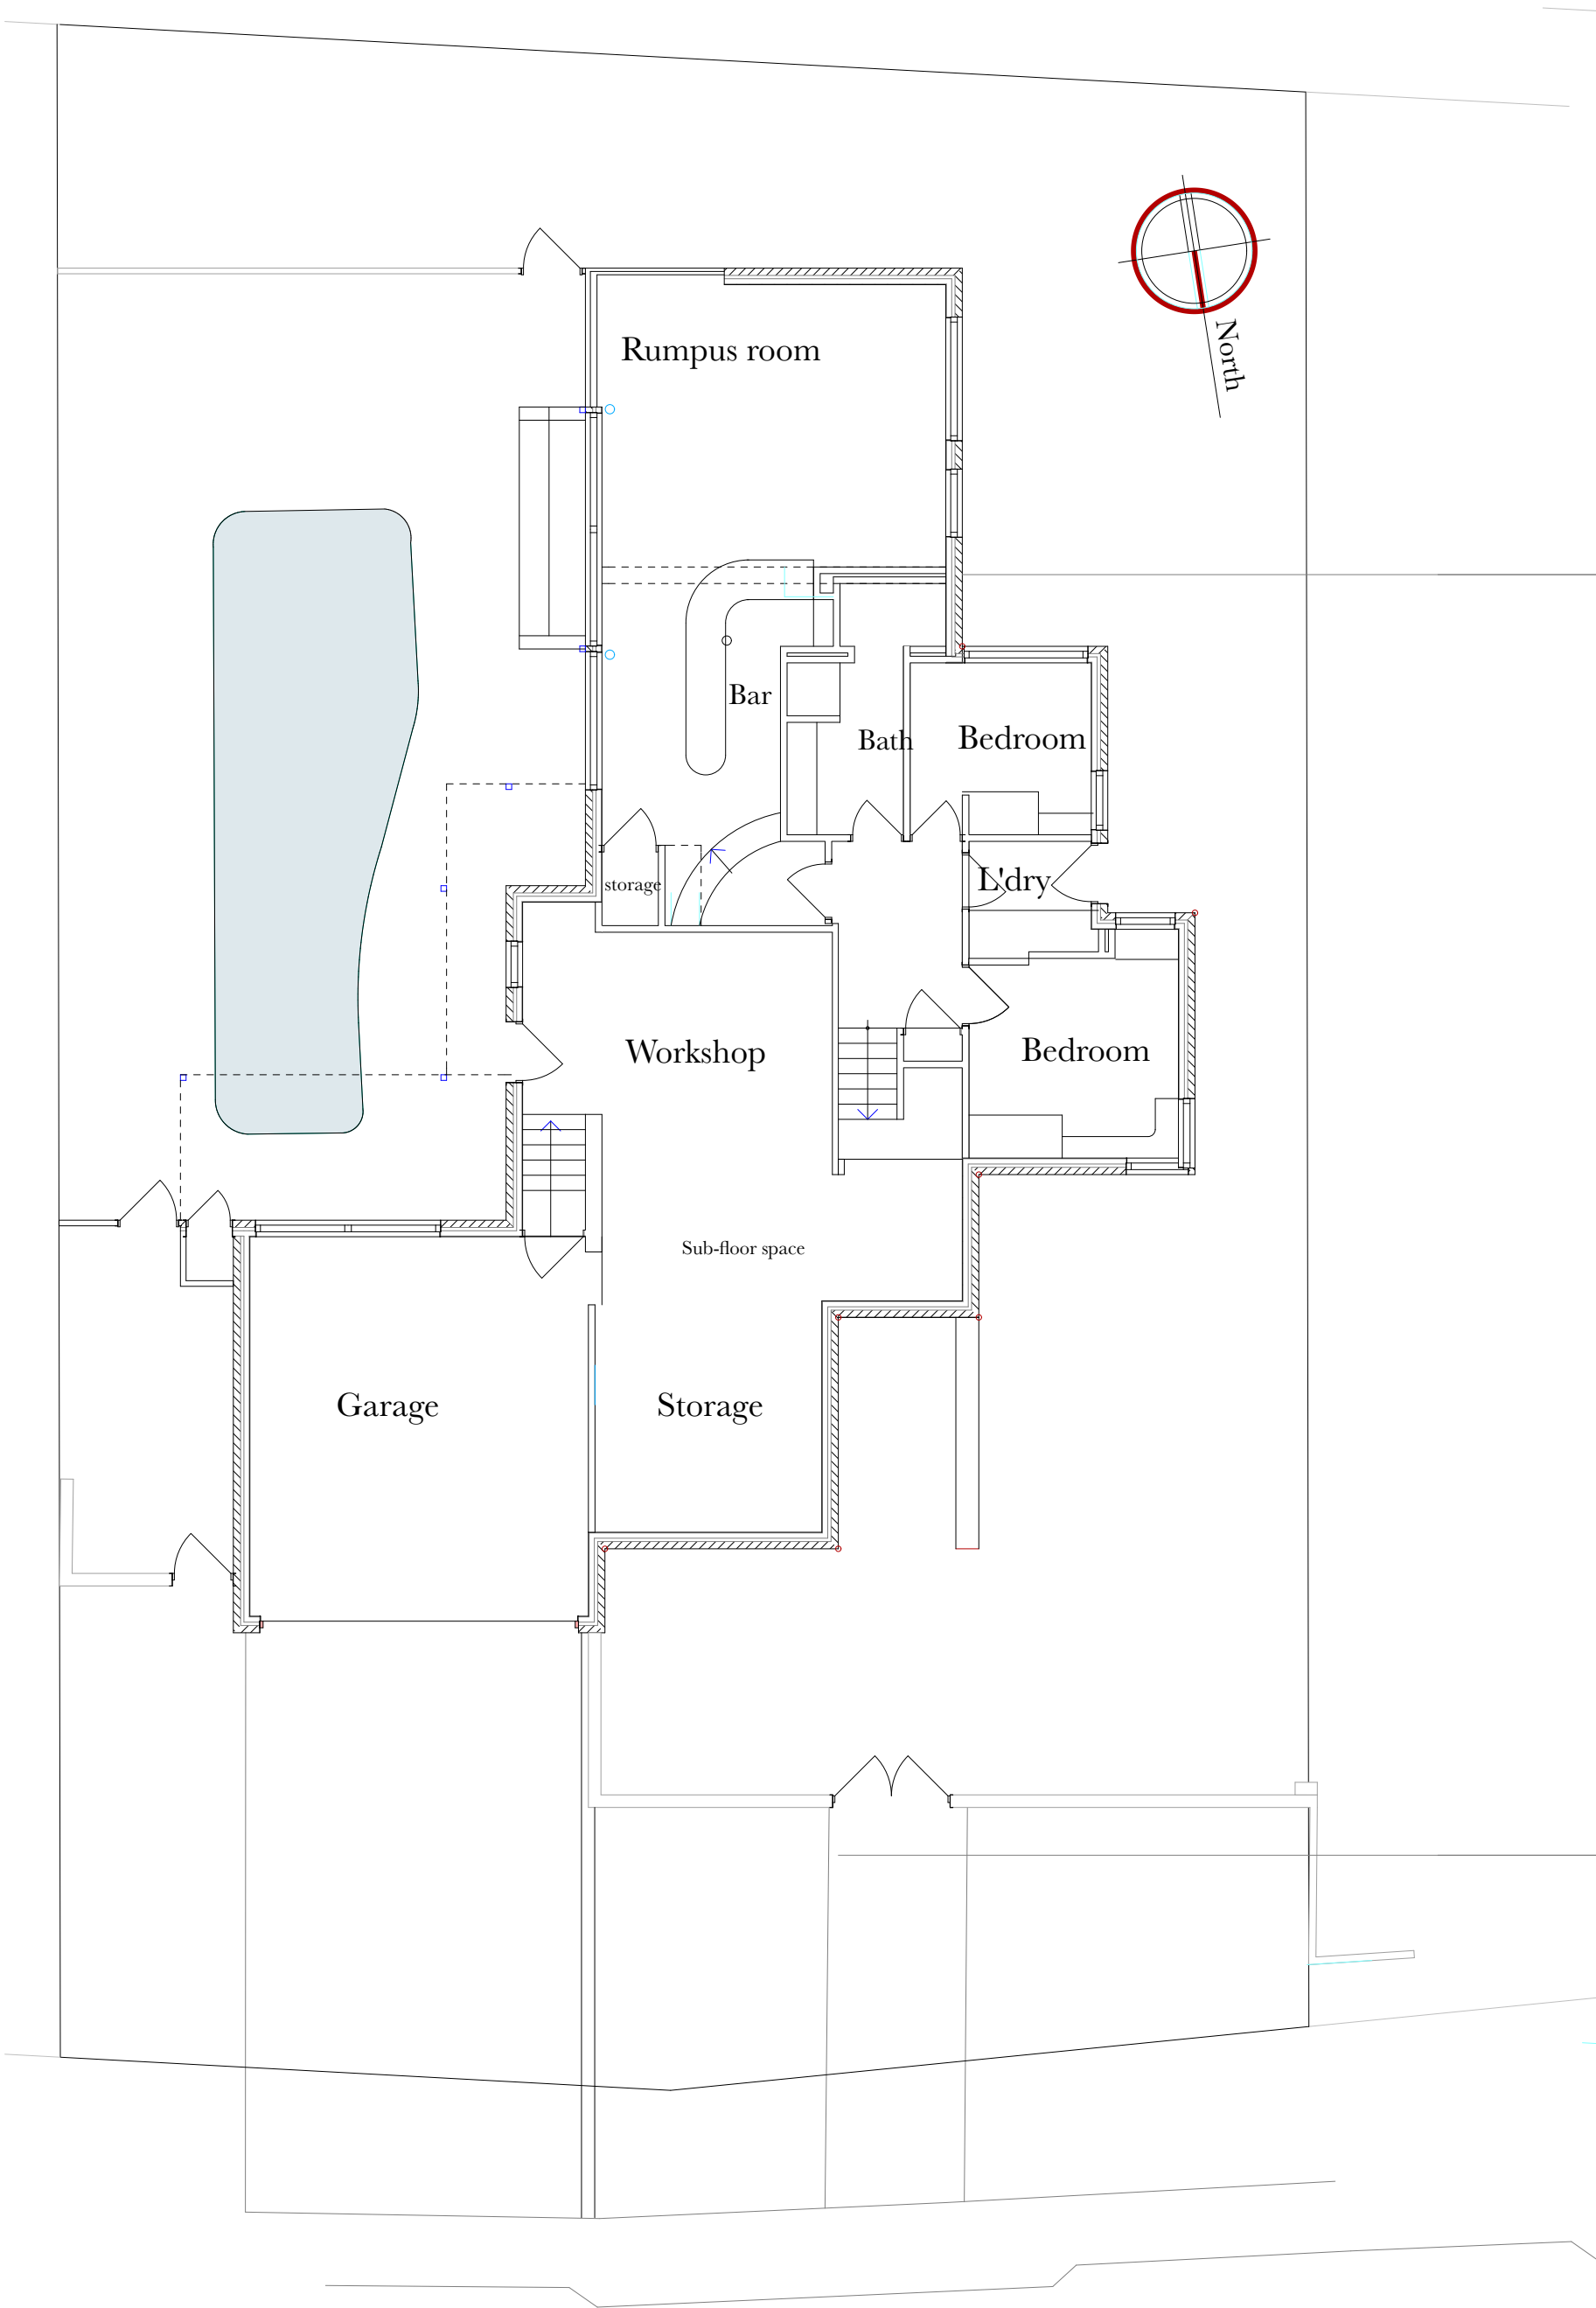 North
Rumpus room
Bar
Bath
Bedroom
storage
L'dry
Workshop
Bedroom
Sub-floor space
Garage
Storage